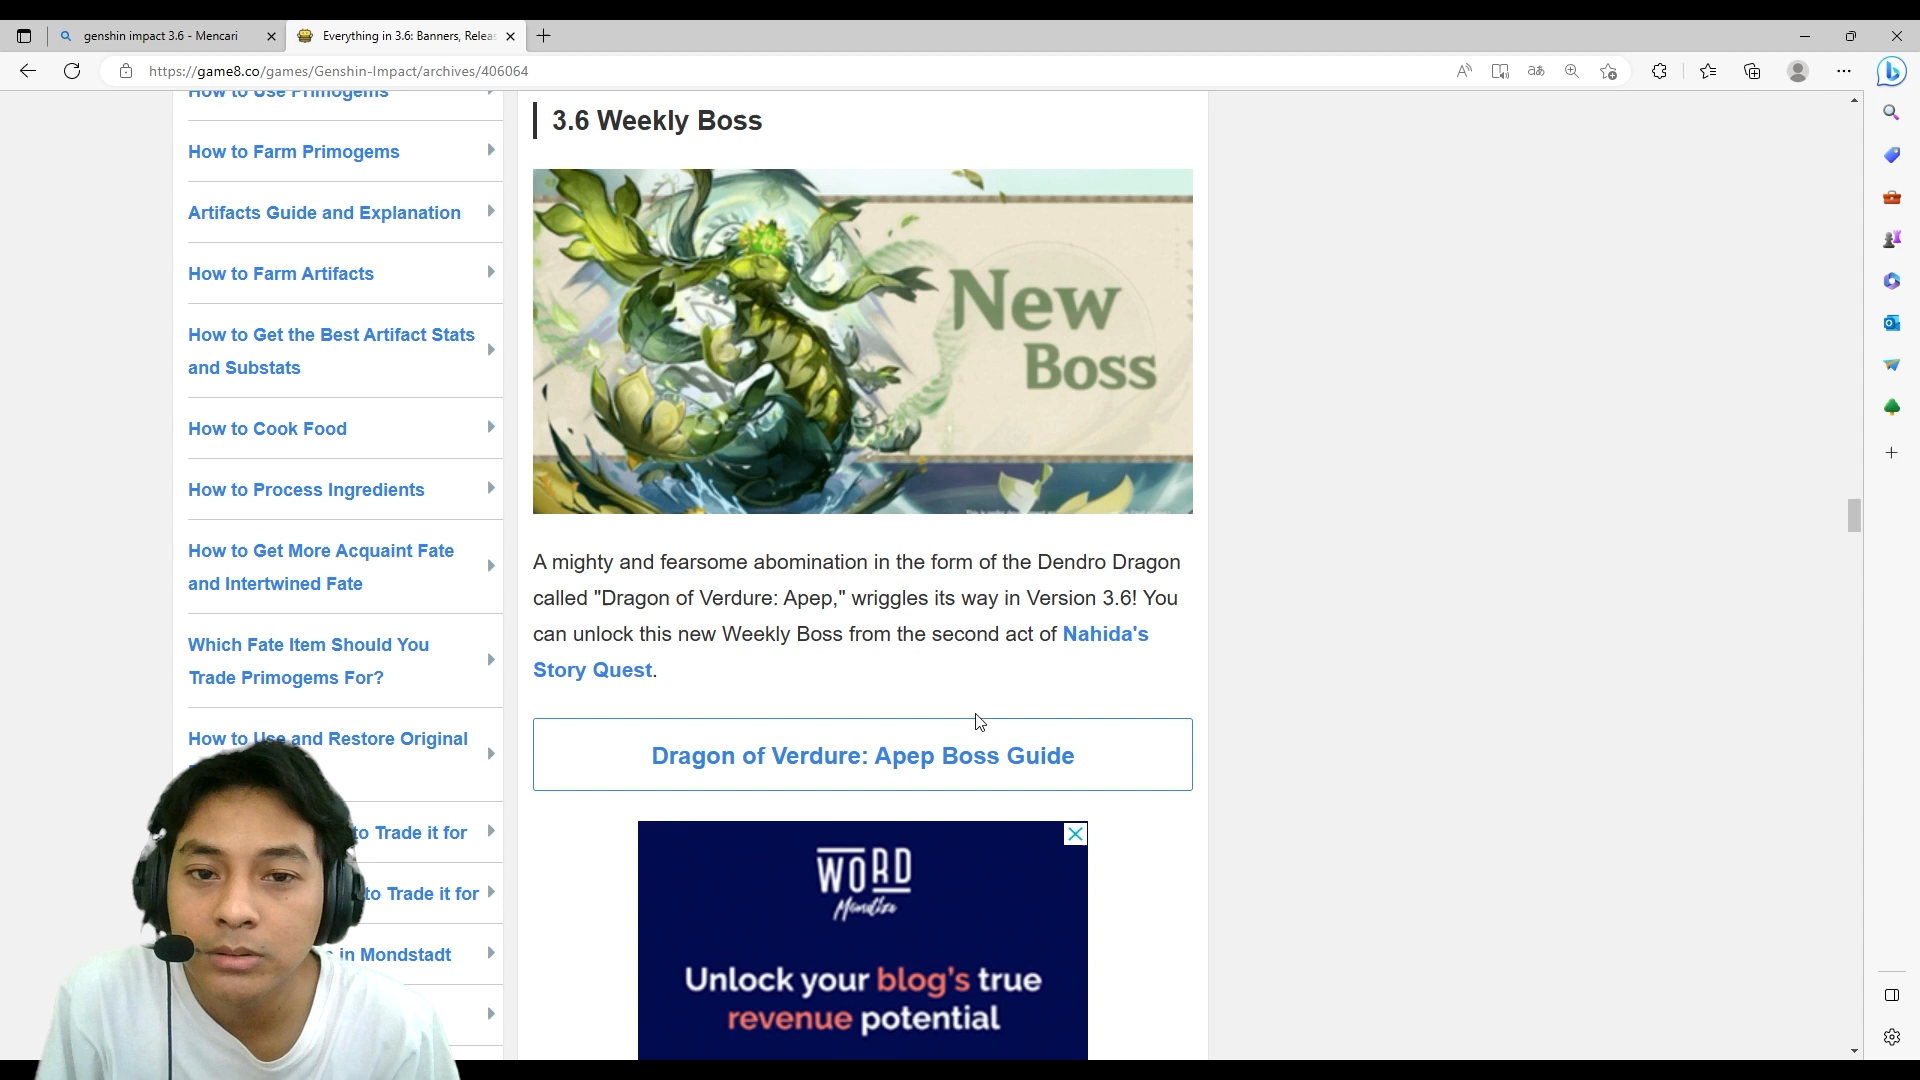 genshin impact 3.6 - Mencari
Everything in 3.6: Banners, Releas
https://game8.co/games/Genshin-Impact/archives/406064
How to Use Primogems
How to Farm Primogems
Artifacts Guide and Explanation
How to Farm Artifacts
How to Get the Best Artifact Stats
and Substats
How to Cook Food
How to Process Ingredients
How to Get More Acquaint Fate
and Intertwined Fate
Which Fate Item Should You
Trade Primogems For?
How to Use and Restore Original
to Trade it for
to Trade it for
in Mondstadt
3.6 Weekly Boss
New
Boss
A mighty and fearsome abomination in the form of the Dendro Dragon
called "Dragon of Verdure: Apep," wriggles its way in Version 3.6! You
can unlock this new Weekly Boss from the second act of Nahida's
Story Quest.
Dragon of Verdure: Apep Boss Guide
WORD
Monetize
Unlock your blog's true
revenue potential